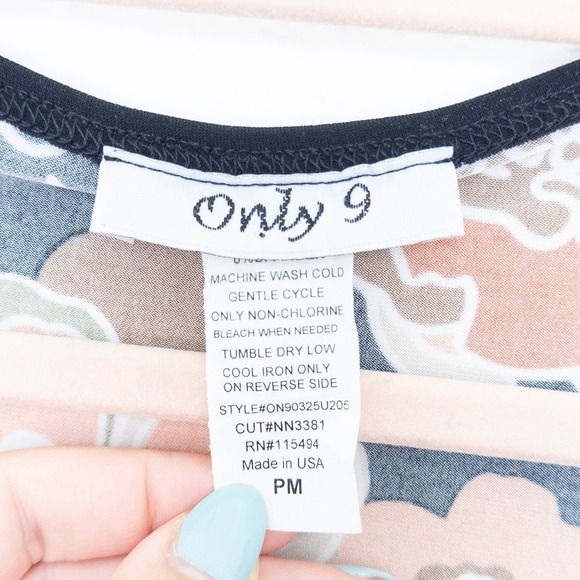 Only 9
MACHINE WASH COLD
GENTLE CYCLE
ONLY NON-CHLORINE
BLEACH WHEN NEEDED
TUMBLE DRY LOW
COOL IRON ONLY
ON REVERSE SIDE
STYLE#ON90325U205
CUT#NN3381
RN#115494
Made in USA
PM